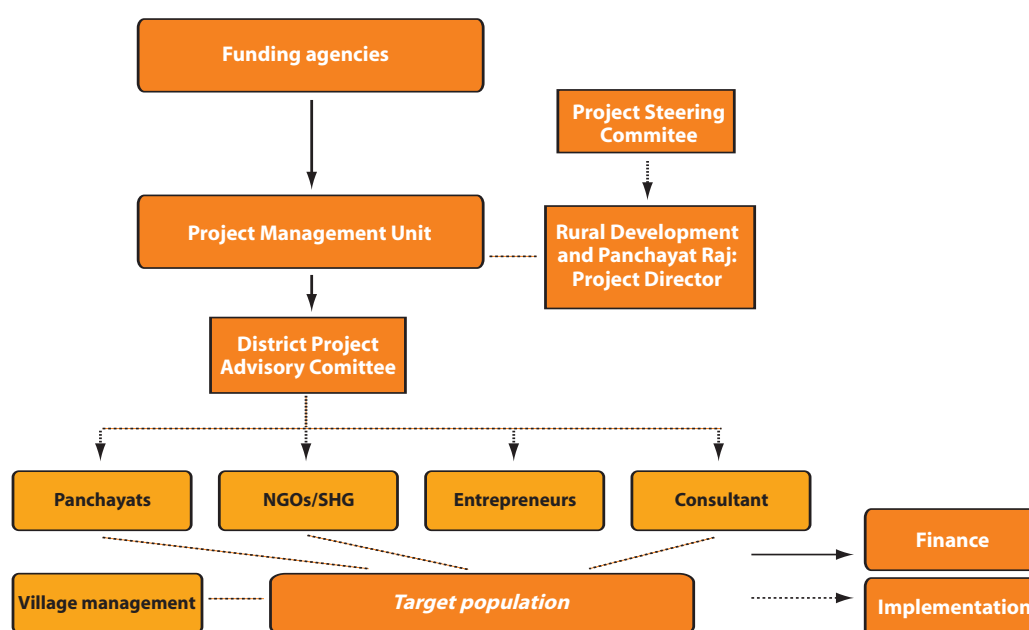 Funding agencies
Project Steering
Commitee
Project Management Unit
Rural Development
and Panchayat Raj:
Project Director
District Project
Advisory Comittee
Panchayats
NGOs/SHG
Entrepreneurs
Consultant
Finance
Village management
Target population
Implementation